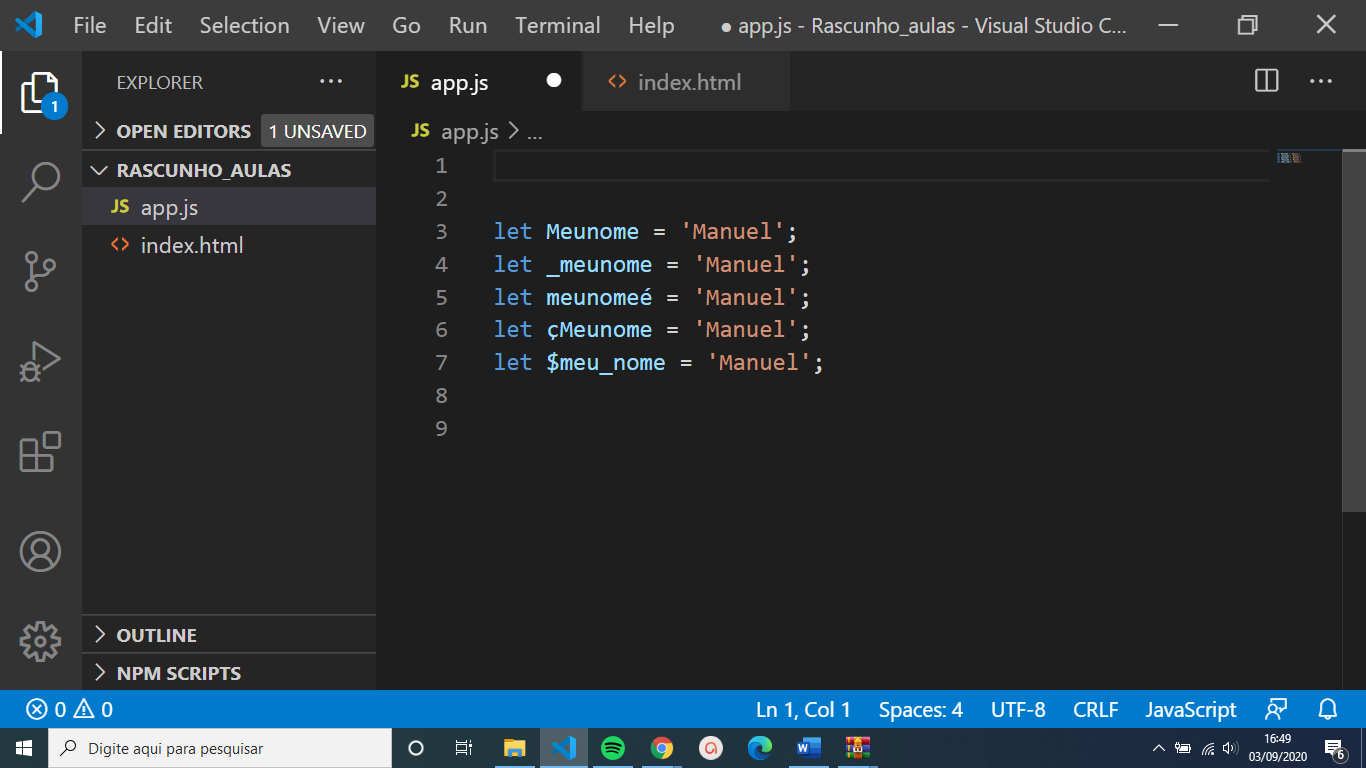 File Edit Selection View Go Run Terminal Help ● app.js - Rascunho_aulas - Visual Studio C...
EXPLORER ···
1
OPEN EDITORS 1 UNSAVED
RASCUNHO_AULAS
JS app.js
<> index.html
OUTLINE
NPM SCRIPTS
JS app.js ● <> index.html ···
JS app.js > ...
1
2
3 let Meunome = 'Manuel';
4 let _meunome = 'Manuel';
5 let meunomeé = 'Manuel';
6 let çMeunome = 'Manuel';
7 let $meu_nome = 'Manuel';
8
9
0 0 Ln 1, Col 1 Spaces: 4 UTF-8 CRLF JavaScript
Digite aqui para pesquisar
16:49
03/09/2020
6